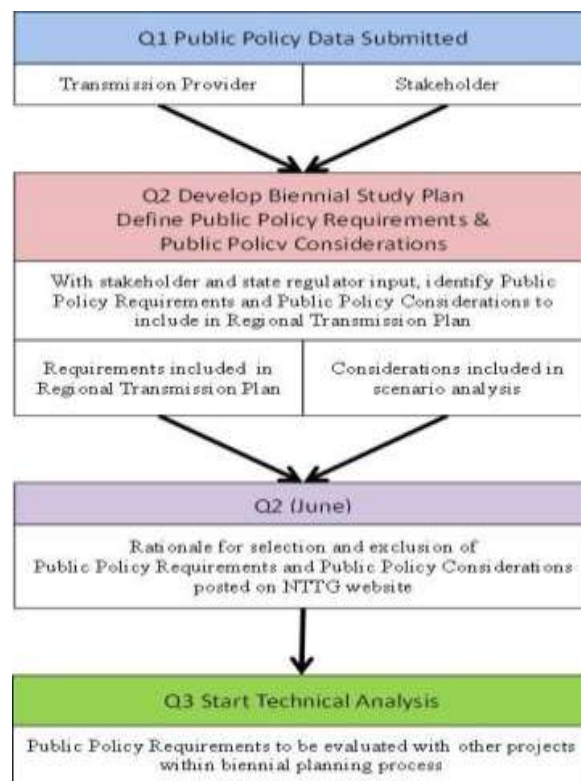 Q1 Public Policy Data Submitted
Transmission Provider
Stakeholder
Q2 Develop Biennial Study Plan
Define Public Policy Requirements &
Public Policy Considerations
With stakeholder and state regulator input, identify Public
Policy Requirements and Public Policy Considerations to
include in Regional Transmission Plan
Requirements included in
Regional Transmission Plan
Considerations included in
scenario analysis
Q2 (June)
Rationale for selection and exclusion of
Public Policy Requirements and Public Policy Considerations
posted on NTTG website
Q3 Start Technical Analysis
Public Policy Requirements to be evaluated with other projects
within biennial planning process